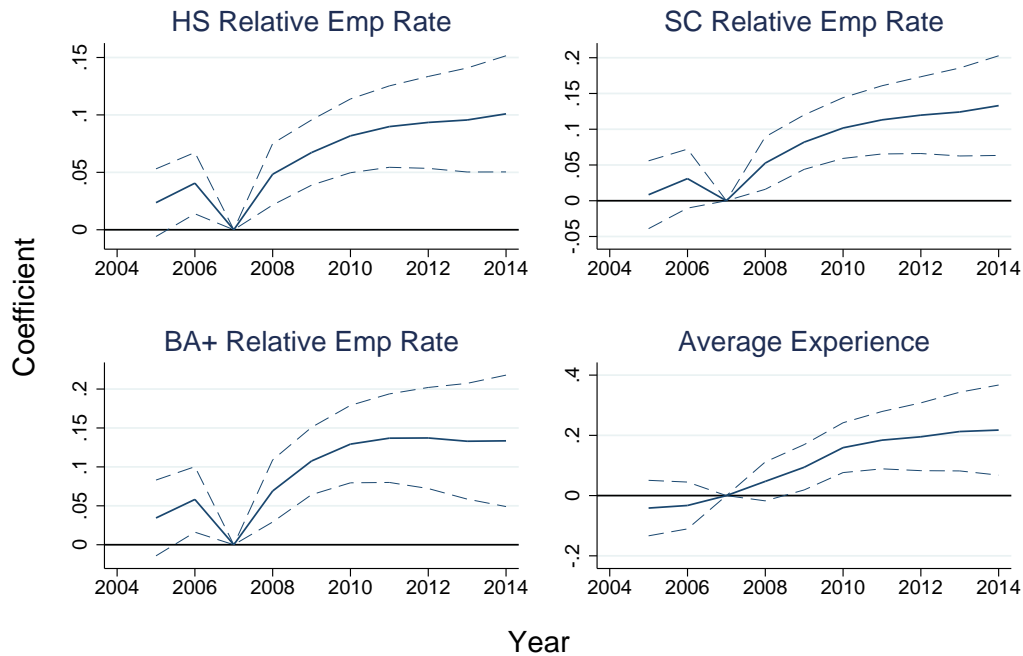 HS Relative Emp Rate
0 .05 .1 .15
2004 2006 2008 2010 2012 2014
SC Relative Emp Rate
-.05 0 .05 .1 .15 .2
2004 2006 2008 2010 2012 2014
BA+ Relative Emp Rate
0 .05 .1 .15 .2
2004 2006 2008 2010 2012 2014
Average Experience
-.2 0 .2 .4
2004 2006 2008 2010 2012 2014
Coefficient
Year